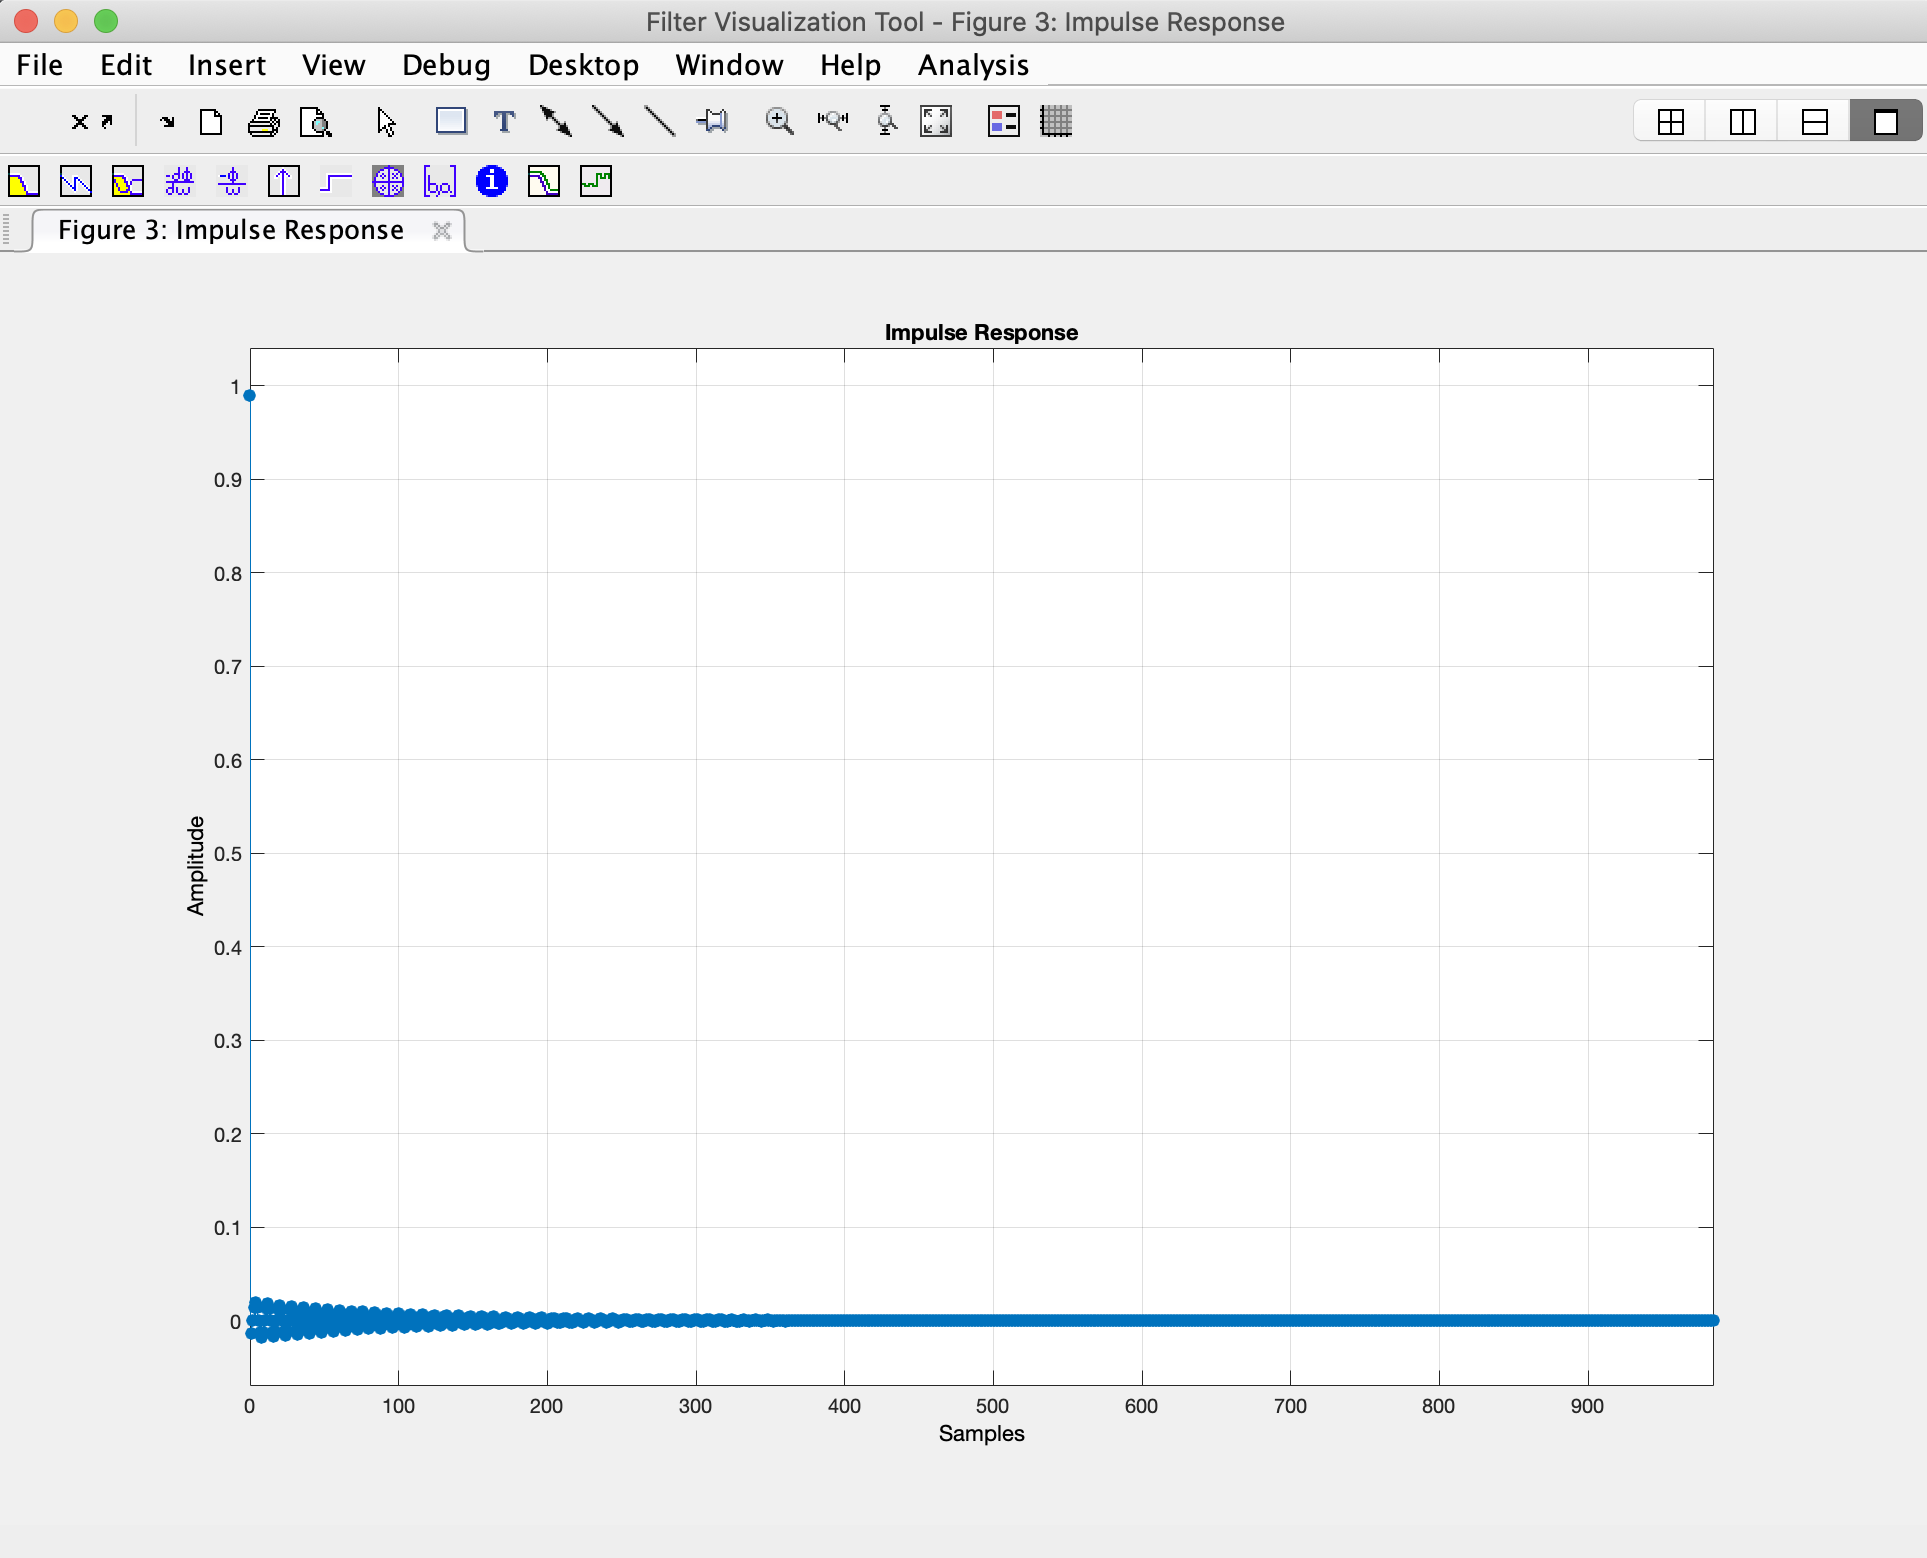 Filter Visualization Tool - Figure 3: Impulse Response
File Edit Insert View Debug Desktop Window Help Analysis
T
-dϕ
dω
-ϕ
ω
[b,a]
i
Figure 3: Impulse Response
Impulse Response
1
0.9
0.8
0.7
0.6
0.5
0.4
0.3
0.2
0.1
0
Amplitude
0 100 200 300 400 500 600 700 800 900
Samples